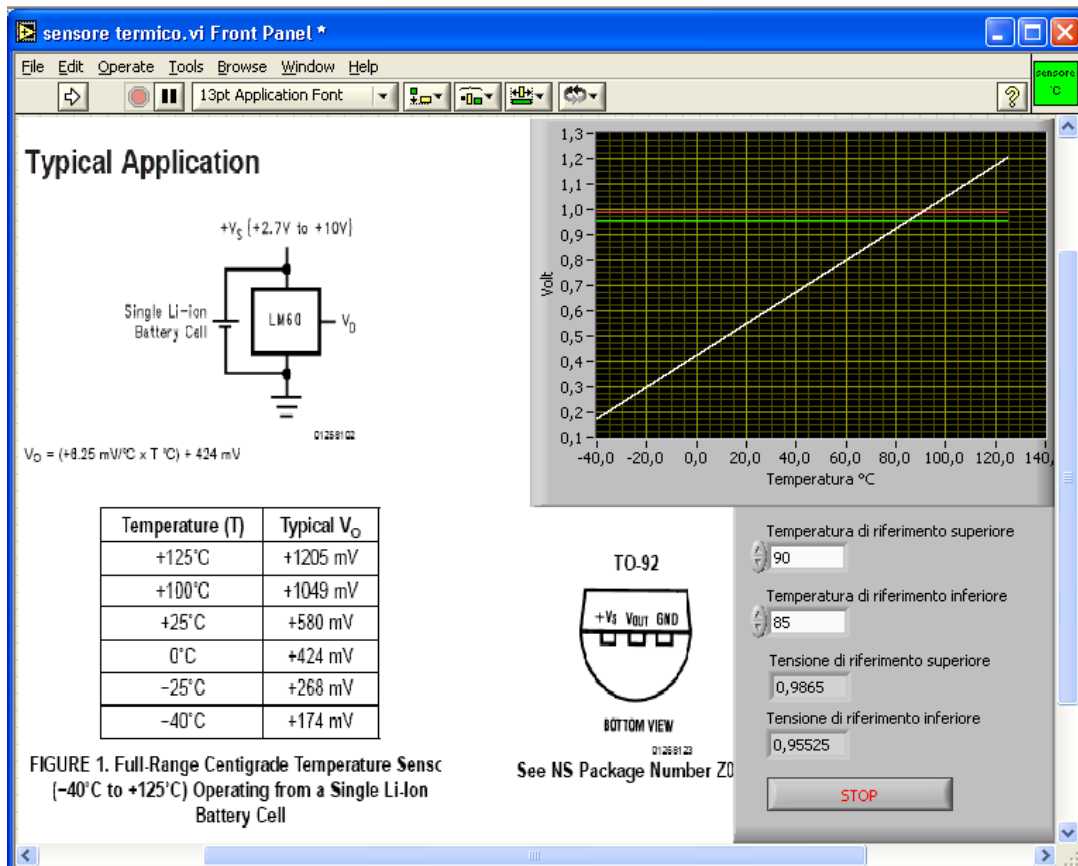 sensore termico.vi Front Panel *
File Edit Operate Tools Browse Window Help
13pt Application Font
?
sensore
°C
Typical Application
+VS (+2.7V to +10V)
Single Li-ion
Battery Cell
LM60
VO
01268102
VO = (+6.25 mV/°C x T °C) + 424 mV
Temperature (T) Typical VO
+125°C +1205 mV
+100°C +1049 mV
+25°C +580 mV
0°C +424 mV
−25°C +268 mV
−40°C +174 mV
FIGURE 1. Full-Range Centigrade Temperature Senso
(−40°C to +125°C) Operating from a Single Li-Ion
Battery Cell
1,3
1,2
1,1
1,0
0,9
0,8
0,7
0,6
0,5
0,4
0,3
0,2
0,1
Volt
-40,0 -20,0 0,0 20,0 40,0 60,0 80,0 100,0 120,0 140,
Temperatura °C
TO-92
+VS VOUT GND
BOTTOM VIEW
01268123
See NS Package Number Z0
Temperatura di riferimento superiore
90
Temperatura di riferimento inferiore
85
Tensione di riferimento superiore
0,9865
Tensione di riferimento inferiore
0,95525
STOP